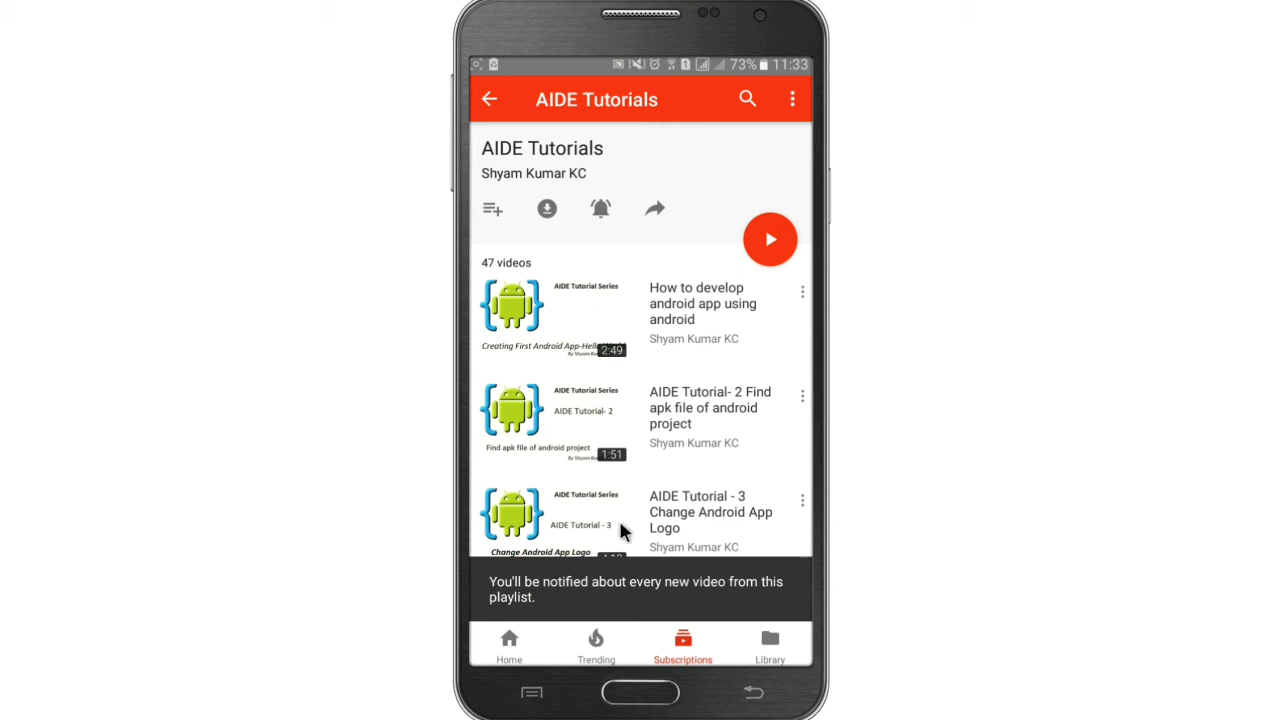 73% 11:33
AIDE Tutorials
AIDE Tutorials
Shyam Kumar KC
47 videos
AIDE Tutorial Series
Creating First Android App-Hello
By Shyam
2:49
How to develop
android app using
android
Shyam Kumar KC
AIDE Tutorial Series
AIDE Tutorial- 2
Find apk file of android project
By Shyam
1:51
AIDE Tutorial- 2 Find
apk file of android
project
Shyam Kumar KC
AIDE Tutorial Series
AIDE Tutorial - 3
Change Android App Logo
AIDE Tutorial - 3
Change Android App
Logo
Shyam Kumar KC
You'll be notified about every new video from this
playlist.
Home
Trending
Subscriptions
Library